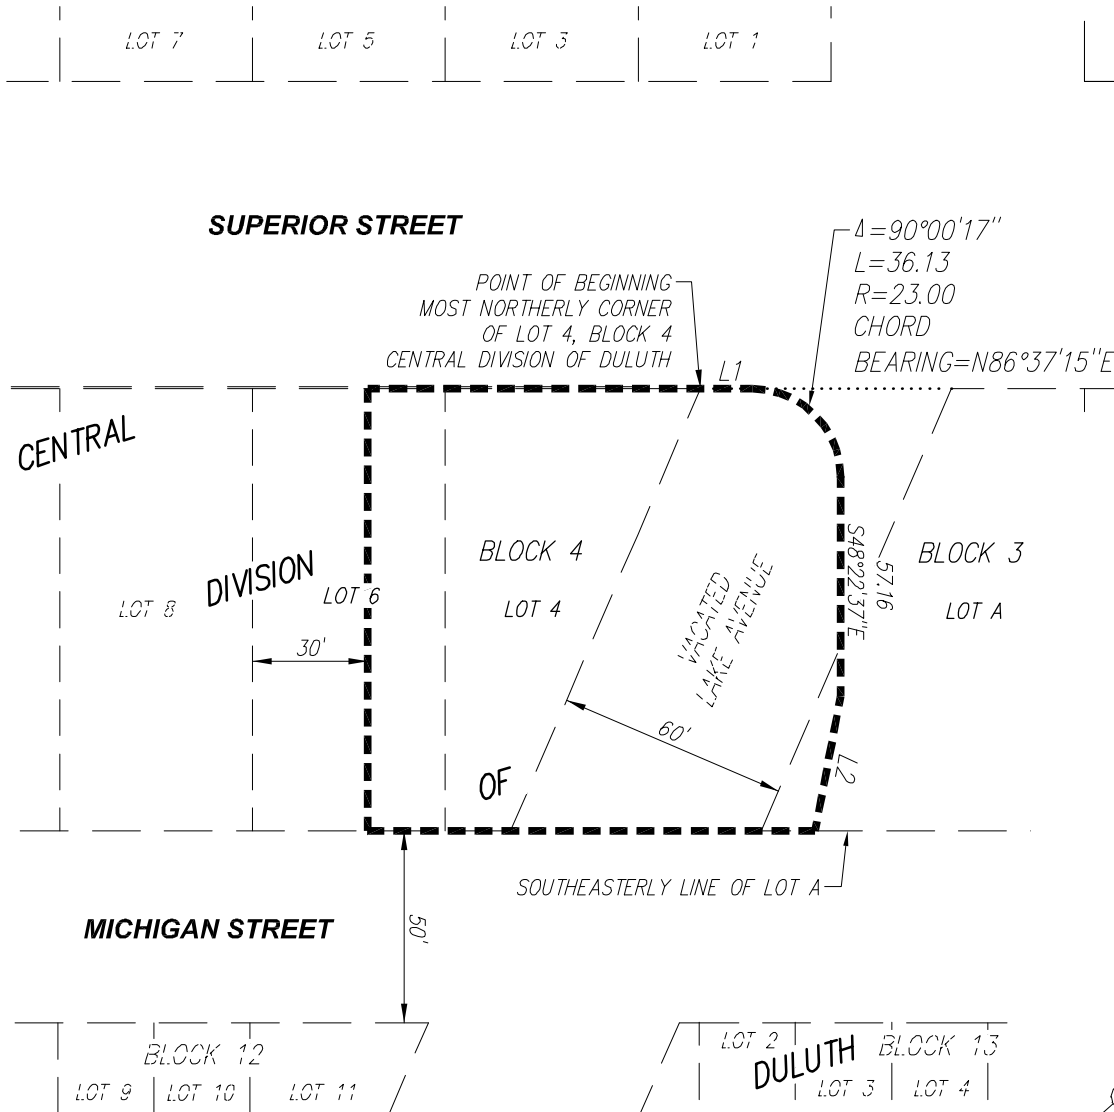 LOT 7
LOT 5
LOT 3
LOT 1
SUPERIOR STREET
Δ=90°00'17"
L=36.13
R=23.00
CHORD
BEARING=N86°37'15"E
POINT OF BEGINNING
MOST NORTHERLY CORNER
OF LOT 4, BLOCK 4
CENTRAL DIVISION OF DULUTH
L1
CENTRAL
DIVISION
LOT 8
LOT 6
30'
BLOCK 4
LOT 4
VACATED
LAKE AVENUE
60'
S48°22'37"E
57.16
BLOCK 3
LOT A
L2
OF
SOUTHEASTERLY LINE OF LOT A
MICHIGAN STREET
50'
BLOCK 12
LOT 9
LOT 10
LOT 11
LOT 2
DULUTH
BLOCK 13
LOT 3
LOT 4